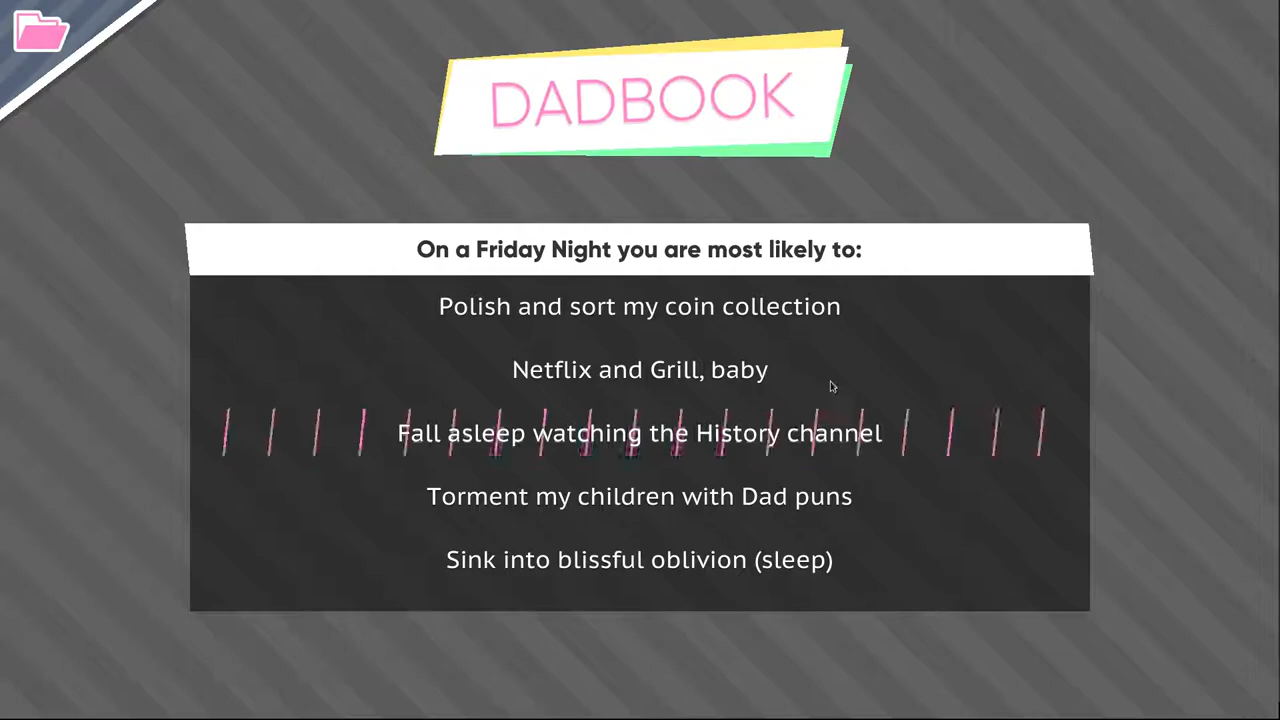 DADBOOK
On a Friday Night you are most likely to:
Polish and sort my coin collection
Netflix and Grill, baby
Fall asleep watching the History channel
Torment my children with Dad puns
Sink into blissful oblivion (sleep)